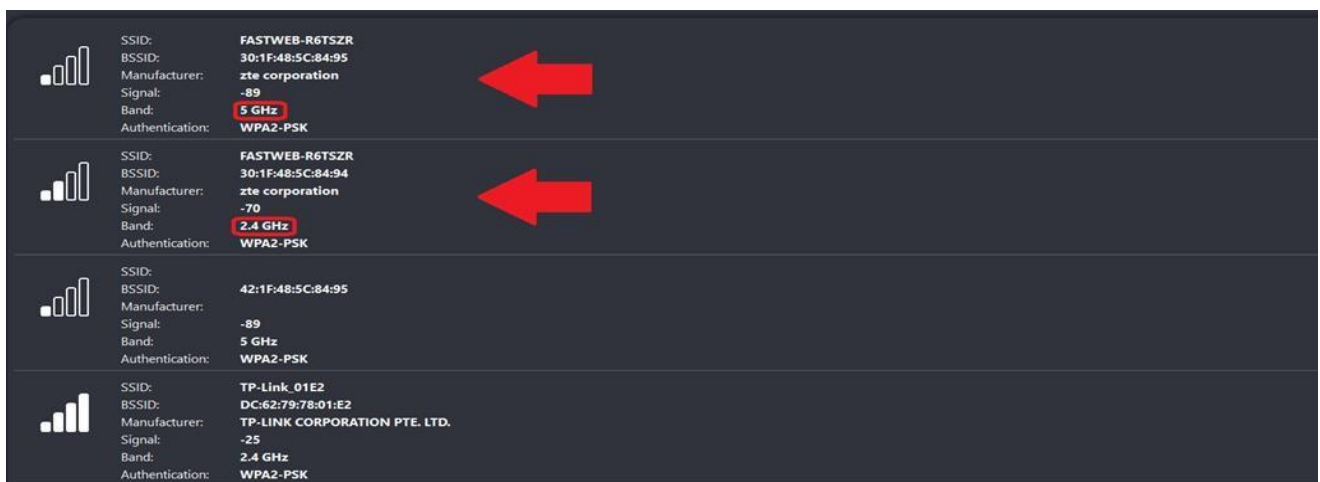 SSID: FASTWEB-R6TSZR
BSSID: 30:1F:48:5C:84:95
Manufacturer: zte corporation
Signal: -89
Band: 5 GHz
Authentication: WPA2-PSK
SSID: FASTWEB-R6TSZR
BSSID: 30:1F:48:5C:84:94
Manufacturer: zte corporation
Signal: -70
Band: 2.4 GHz
Authentication: WPA2-PSK
SSID:
BSSID: 42:1F:48:5C:84:95
Manufacturer:
Signal: -89
Band: 5 GHz
Authentication: WPA2-PSK
SSID: TP-Link_01E2
BSSID: DC:62:79:78:01:E2
Manufacturer: TP-LINK CORPORATION PTE. LTD.
Signal: -25
Band: 2.4 GHz
Authentication: WPA2-PSK